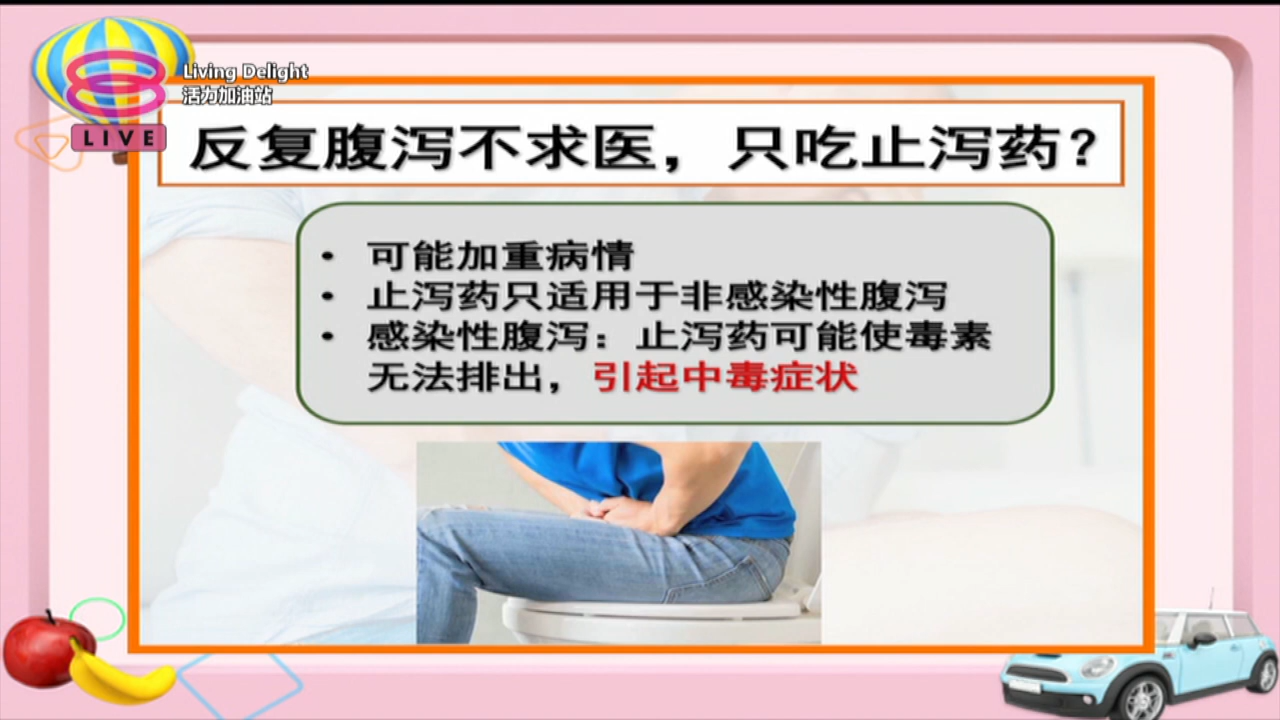 Living Delight
活力加油站
LIVE
反复腹泻不求医，只吃止泻药？
• 可能加重病情
• 止泻药只适用于非感染性腹泻
• 感染性腹泻：止泻药可能使毒素
无法排出，引起中毒症状